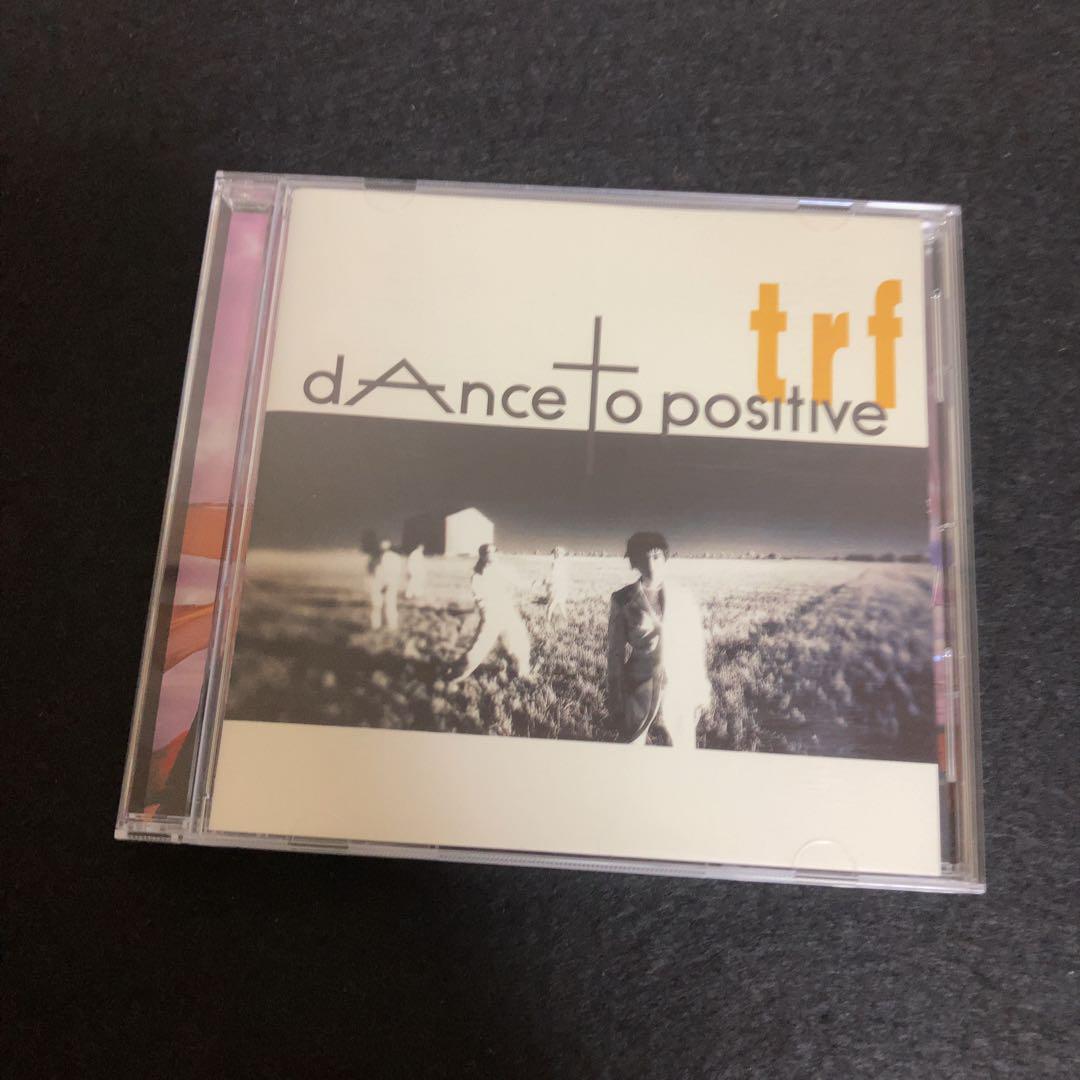 trf
dAnce To positive